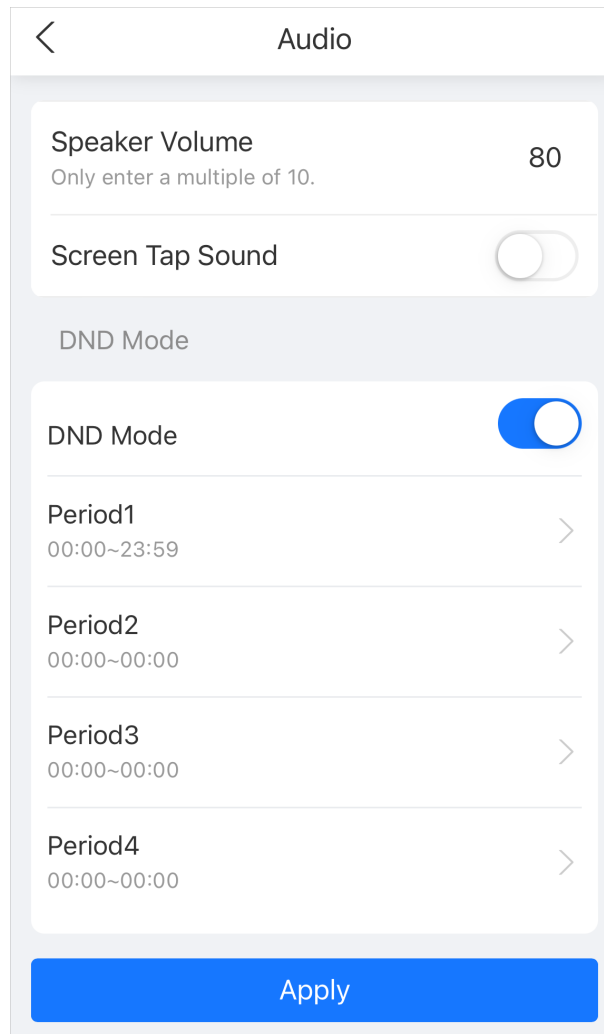 Audio
Speaker Volume
80
Only enter a multiple of 10.
Screen Tap Sound
DND Mode
DND Mode
Period1
00:00~23:59
Period2
00:00~00:00
Period3
00:00~00:00
Period4
00:00~00:00
Apply